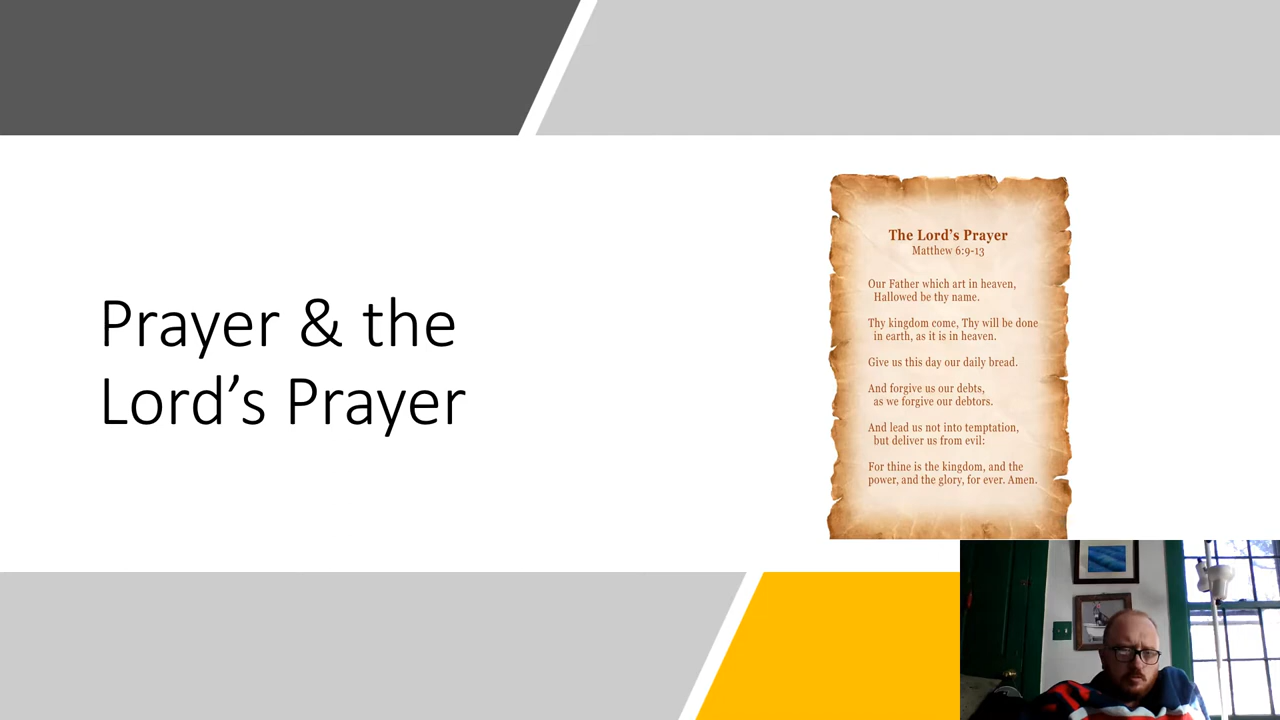 Prayer & the
Lord’s Prayer
The Lord’s Prayer
Matthew 6:9-13
Our Father which art in heaven,
Hallowed be thy name.
Thy kingdom come, Thy will be done
in earth, as it is in heaven.
Give us this day our daily bread.
And forgive us our debts,
as we forgive our debtors.
And lead us not into temptation,
but deliver us from evil:
For thine is the kingdom, and the
power, and the glory, for ever. Amen.